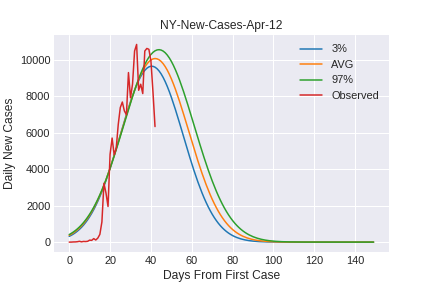 NY-New-Cases-Apr-12
3%
AVG
97%
Observed
Daily New Cases
10000
8000
6000
4000
2000
0
0 20 40 60 80 100 120 140
Days From First Case